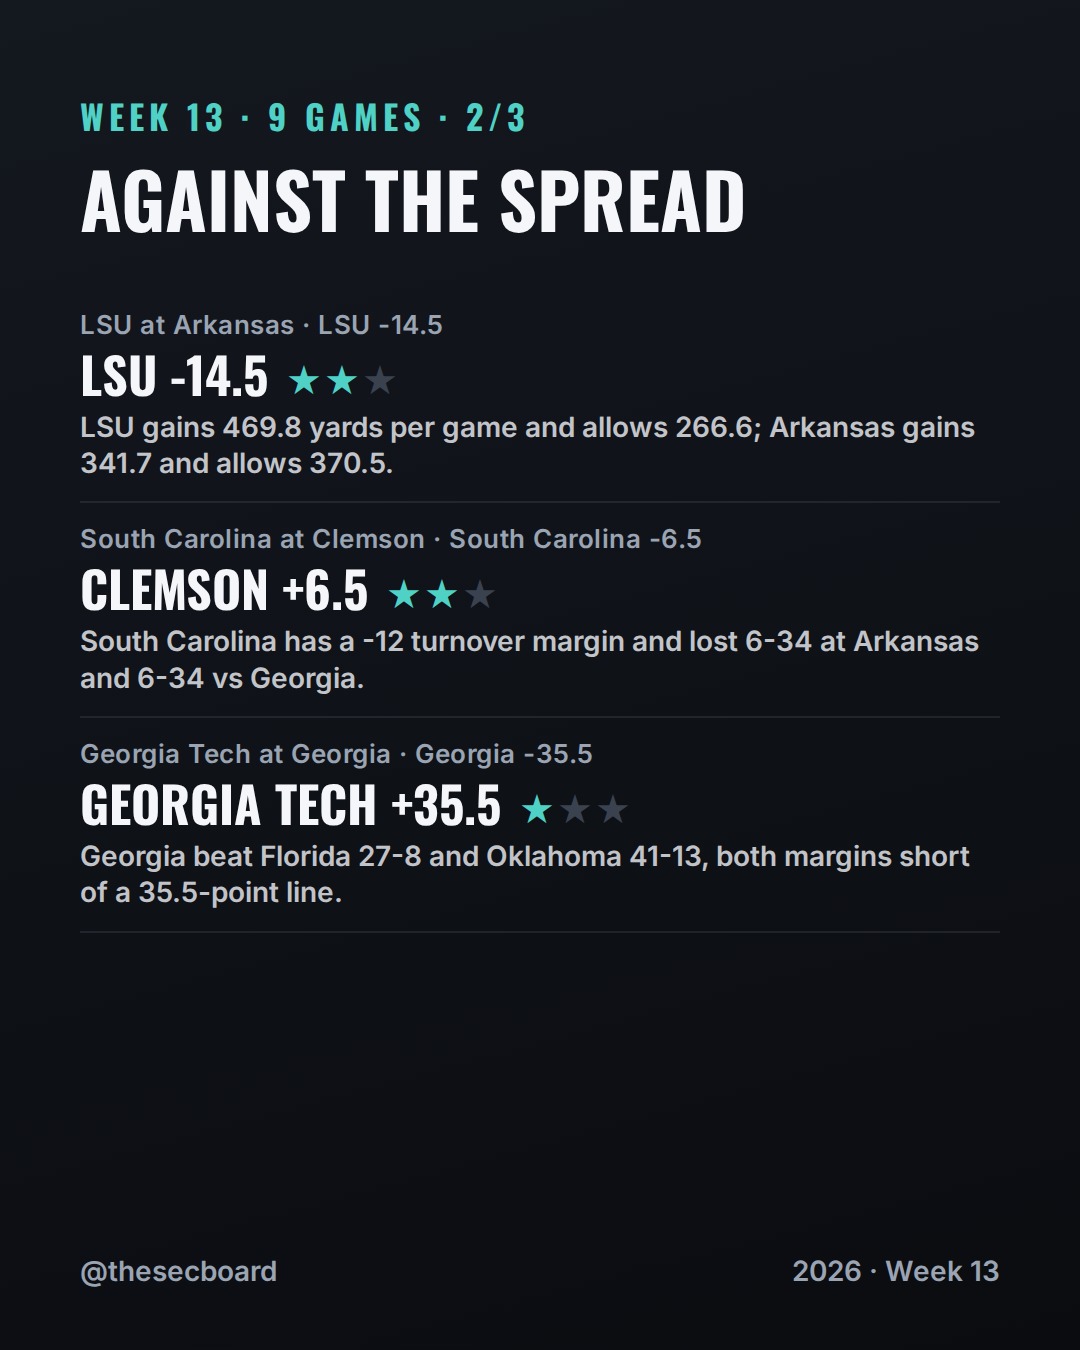 WEEK 13 · 9 GAMES · 2/3
AGAINST THE SPREAD
LSU at Arkansas · LSU -14.5
LSU -14.5 ★★★
LSU gains 469.8 yards per game and allows 266.6; Arkansas gains
341.7 and allows 370.5.
South Carolina at Clemson · South Carolina -6.5
CLEMSON +6.5 ★★★
South Carolina has a -12 turnover margin and lost 6-34 at Arkansas
and 6-34 vs Georgia.
Georgia Tech at Georgia · Georgia -35.5
GEORGIA TECH +35.5 ★★★
Georgia beat Florida 27-8 and Oklahoma 41-13, both margins short
of a 35.5-point line.
@thesecboard
2026 · Week 13